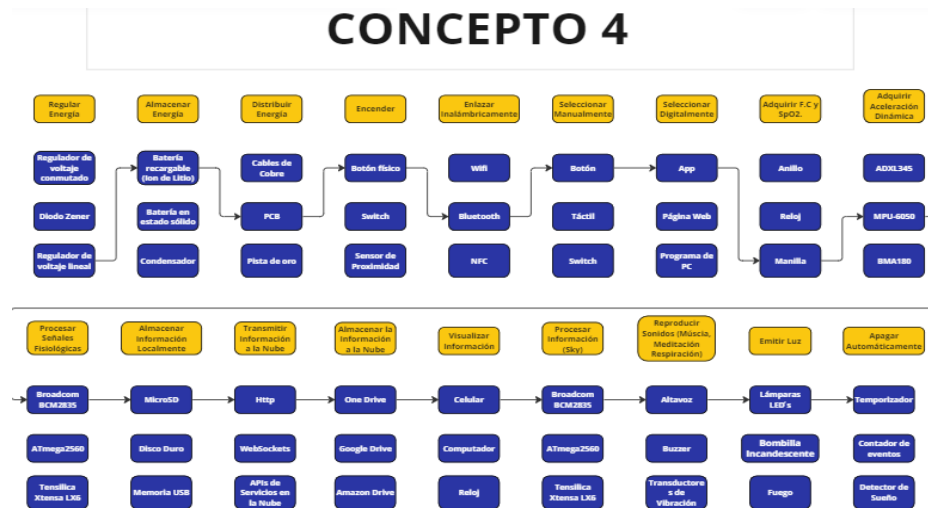 CONCEPTO 4
Regular
Energía
Almacenar
Energía
Distribuir
Energía
Encender
Enlazar
Inalámbricamente
Seleccionar
Manualmente
Seleccionar
Digitalmente
Adquirir F.C y
SpO2.
Adquirir
Aceleración
Dinámica
Regulador de
voltaje
conmutado
Batería
recargable
(Ion de Litio)
Cables de
Cobre
Botón físico
Wifi
Botón
App
Anillo
ADXL345
Diodo Zener
Batería en
estado sólido
PCB
Switch
Bluetooth
Táctil
Página Web
Reloj
MPU-6050
Regulador de
voltaje lineal
Condensador
Pista de oro
Sensor de
Proximidad
NFC
Switch
Programa de
PC
Manilla
BMA180
Procesar
Señales
Fisiológicas
Almacenar
Información
Localmente
Transmitir
Información
a la Nube
Almacenar la
Información
a la Nube
Visualizar
Información
Procesar
Información
(Sky)
Reproducir
Sonidos (Múscia,
Meditación
Respiración)
Emitir Luz
Apagar
Automáticamente
Broadcom
BCM2835
MicroSD
Http
One Drive
Celular
Broadcom
BCM2835
Altavoz
Lámparas
LED's
Temporizador
ATmega2560
Disco Duro
WebSockets
Google Drive
Computador
ATmega2560
Buzzer
Bombilla
Incandescente
Contador de
eventos
Tensilica
Xtensa LX6
Memoria USB
APIs de
Servicios en
la Nube
Amazon Drive
Reloj
Tensilica
Xtensa LX6
Transductore
s de
Vibración
Fuego
Detector de
Sueño